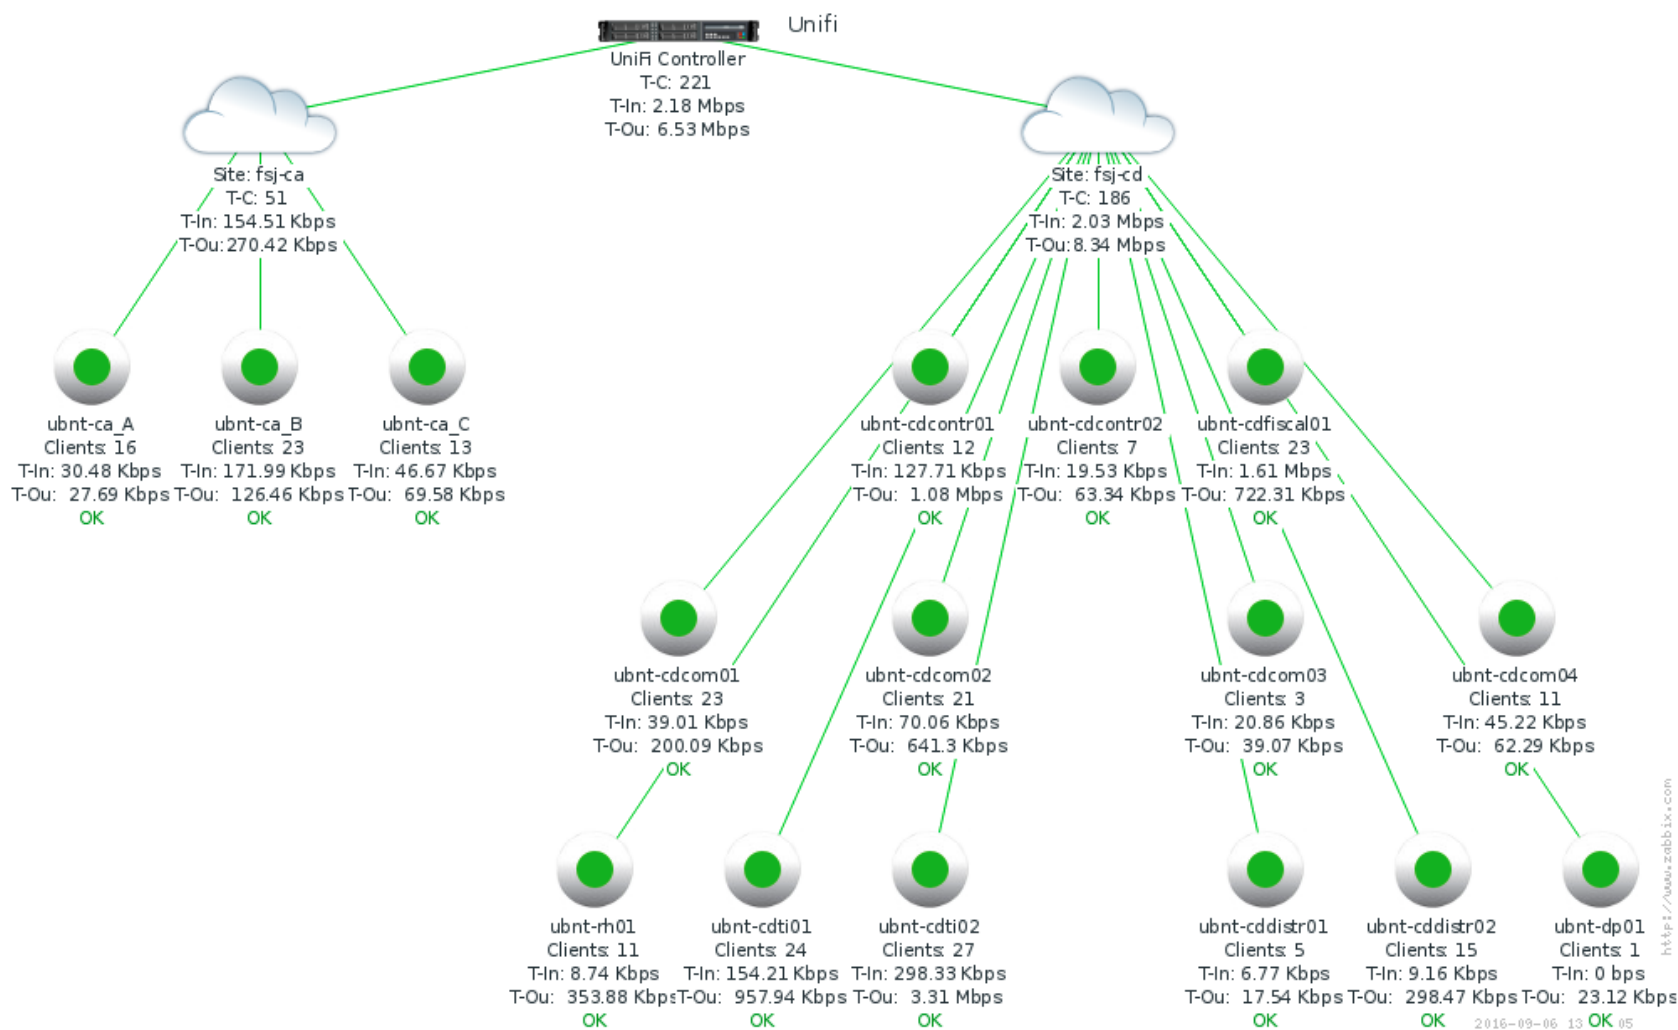 Unifi
UniFi Controller
T-C: 221
T-In: 2.18 Mbps
T-Ou: 6.53 Mbps
Site: fsj-ca
T-C: 51
T-In: 154.51 Kbps
T-Ou: 270.42 Kbps
Site: fsj-cd
T-C: 186
T-In: 2.03 Mbps
T-Ou: 8.34 Mbps
ubnt-ca_A
Clients: 16
T-In: 30.48 Kbps
T-Ou: 27.69 Kbps
OK
ubnt-ca_B
Clients: 23
T-In: 171.99 Kbps
T-Ou: 126.46 Kbps
OK
ubnt-ca_C
Clients: 13
T-In: 46.67 Kbps
T-Ou: 69.58 Kbps
OK
ubnt-cdcontr01
Clients: 12
T-In: 127.71 Kbps
T-Ou: 1.08 Mbps
OK
ubnt-cdcontr02
Clients: 7
T-In: 19.53 Kbps
T-Ou: 63.34 Kbps
OK
ubnt-cdfiscal01
Clients: 23
T-In: 1.61 Mbps
T-Ou: 722.31 Kbps
OK
ubnt-cdcom01
Clients: 23
T-In: 39.01 Kbps
T-Ou: 200.09 Kbps
OK
ubnt-cdcom02
Clients: 21
T-In: 70.06 Kbps
T-Ou: 641.3 Kbps
OK
ubnt-cdcom03
Clients: 3
T-In: 20.86 Kbps
T-Ou: 39.07 Kbps
OK
ubnt-cdcom04
Clients: 11
T-In: 45.22 Kbps
T-Ou: 62.29 Kbps
OK
ubnt-rh01
Clients: 11
T-In: 8.74 Kbps
T-Ou: 353.88 Kbps
OK
ubnt-cdti01
Clients: 24
T-In: 154.21 Kbps
T-Ou: 957.94 Kbps
OK
ubnt-cdti02
Clients: 27
T-In: 298.33 Kbps
T-Ou: 3.31 Mbps
OK
ubnt-cddistr01
Clients: 5
T-In: 6.77 Kbps
T-Ou: 17.54 Kbps
OK
ubnt-cddistr02
Clients: 15
T-In: 9.16 Kbps
T-Ou: 298.47 Kbps
OK
ubnt-dp01
Clients: 1
T-In: 0 bps
T-Ou: 23.12 Kbps
OK
http://www.zabbix.com
2016-09-06 13 05